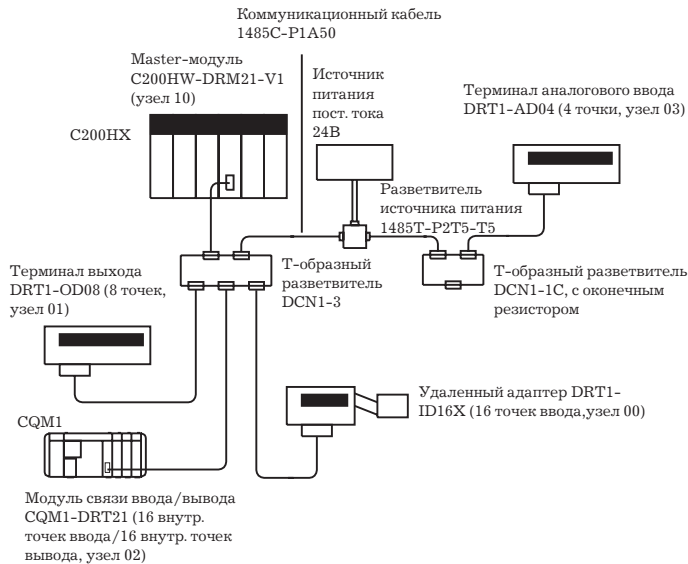 Коммуникационный кабель
1485C-P1A50
Master-модуль
C200HW-DRM21-V1
(узел 10)
Источник
питания
пост. тока
24В
Терминал аналогового ввода
DRT1-AD04 (4 точки, узел 03)
C200HX
Разветвитель
источника питания
1485T-P2T5-T5
Терминал выхода
DRT1-OD08 (8 точек,
узел 01)
Т-образный
разветвитель
DCN1-3
Т-образный разветвитель
DCN1-1C, с оконечным
резистором
Удаленный адаптер DRT1-
ID16X (16 точек ввода,узел 00)
CQM1
Модуль связи ввода/вывода
CQM1-DRT21 (16 внутр.
точек ввода/16 внутр. точек
вывода, узел 02)